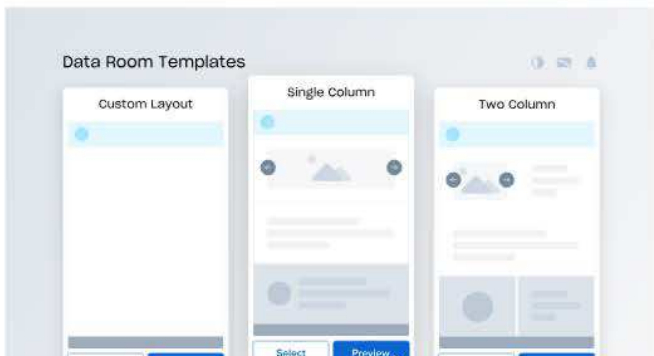 Data Room Templates
Custom Layout
Single Column
Two Column
Select
Preview